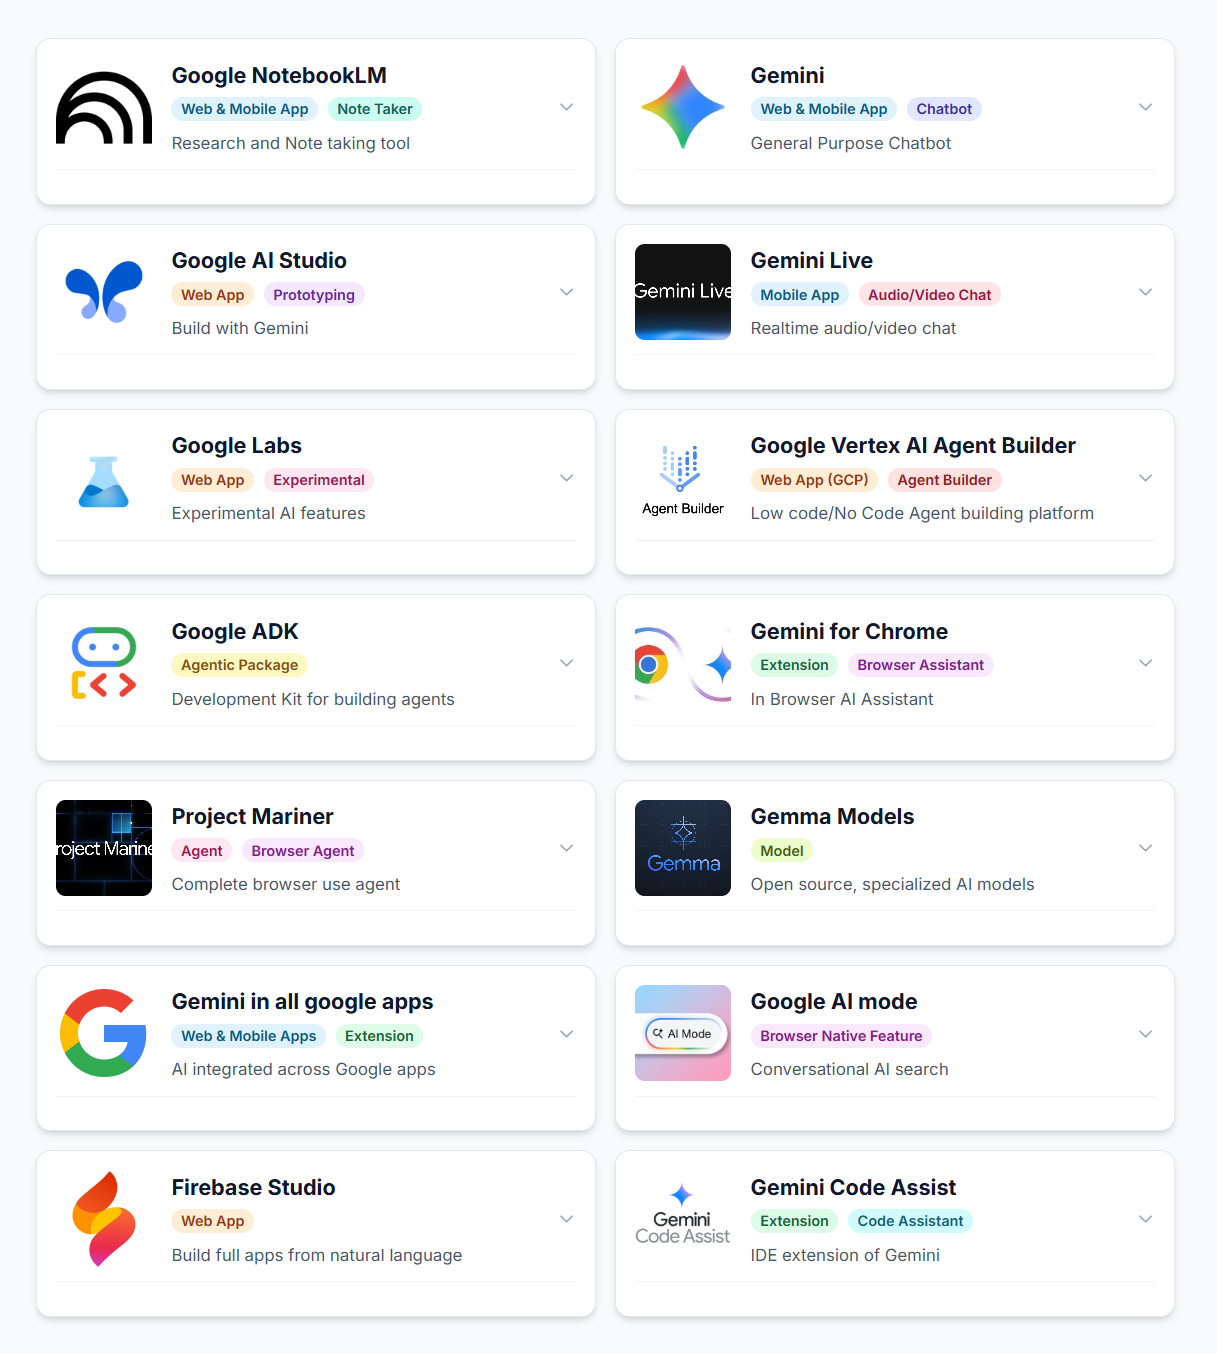 Google NotebookLM
Web & Mobile App Note Taker
Research and Note taking tool
Gemini
Web & Mobile App Chatbot
General Purpose Chatbot
Google AI Studio
Web App Prototyping
Build with Gemini
Gemini Live
Gemini Live
Mobile App Audio/Video Chat
Realtime audio/video chat
Google Labs
Web App Experimental
Experimental AI features
Agent Builder
Google Vertex AI Agent Builder
Web App (GCP) Agent Builder
Low code/No Code Agent building platform
Google ADK
Agentic Package
Development Kit for building agents
Gemini for Chrome
Extension Browser Assistant
In Browser AI Assistant
roject Marine
Project Mariner
Agent Browser Agent
Complete browser use agent
Gemma
Gemma Models
Model
Open source, specialized AI models
Gemini in all google apps
Web & Mobile Apps Extension
AI integrated across Google apps
AI Mode
Google AI mode
Browser Native Feature
Conversational AI search
Firebase Studio
Web App
Build full apps from natural language
Gemini
Code Assist
Gemini Code Assist
Extension Code Assistant
IDE extension of Gemini